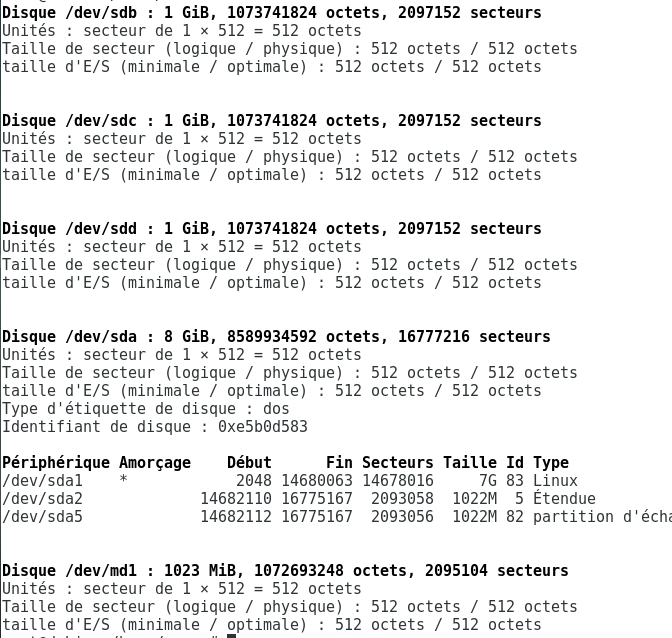 Disque /dev/sdb : 1 GiB, 1073741824 octets, 2097152 secteurs
Unités : secteur de 1 × 512 = 512 octets
Taille de secteur (logique / physique) : 512 octets / 512 octets
taille d'E/S (minimale / optimale) : 512 octets / 512 octets
Disque /dev/sdc : 1 GiB, 1073741824 octets, 2097152 secteurs
Unités : secteur de 1 × 512 = 512 octets
Taille de secteur (logique / physique) : 512 octets / 512 octets
taille d'E/S (minimale / optimale) : 512 octets / 512 octets
Disque /dev/sdd : 1 GiB, 1073741824 octets, 2097152 secteurs
Unités : secteur de 1 × 512 = 512 octets
Taille de secteur (logique / physique) : 512 octets / 512 octets
taille d'E/S (minimale / optimale) : 512 octets / 512 octets
Disque /dev/sda : 8 GiB, 8589934592 octets, 16777216 secteurs
Unités : secteur de 1 × 512 = 512 octets
Taille de secteur (logique / physique) : 512 octets / 512 octets
taille d'E/S (minimale / optimale) : 512 octets / 512 octets
Type d'étiquette de disque : dos
Identifiant de disque : 0xe5b0d583
Périphérique Amorçage    Début      Fin Secteurs Taille Id Type
/dev/sda1    *            2048 14680063 14678016     7G 83 Linux
/dev/sda2             14682110 16775167  2093058  1022M  5 Étendue
/dev/sda5             14682112 16775167  2093056  1022M 82 partition d'écha
Disque /dev/md1 : 1023 MiB, 1072693248 octets, 2095104 secteurs
Unités : secteur de 1 × 512 = 512 octets
Taille de secteur (logique / physique) : 512 octets / 512 octets
taille d'E/S (minimale / optimale) : 512 octets / 512 octets